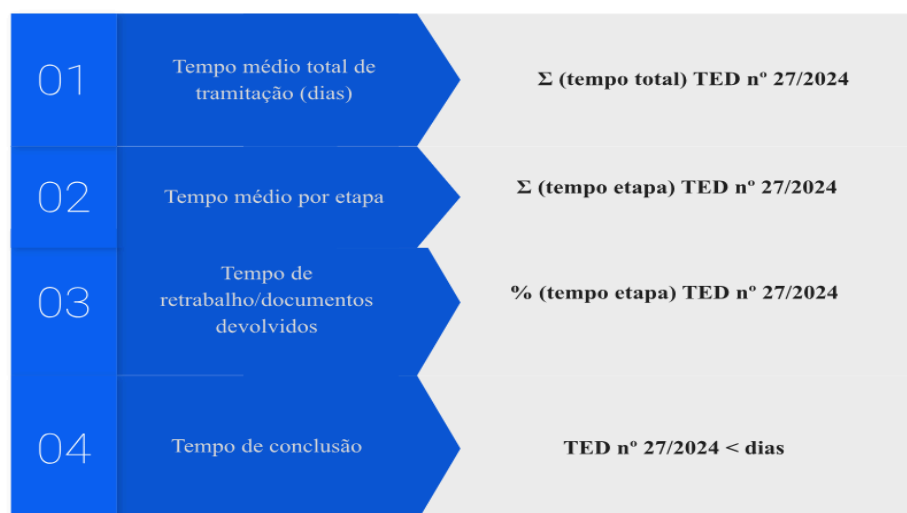 01
Tempo médio total de
tramitação (dias)
Σ (tempo total) TED nº 27/2024
02
Tempo médio por etapa
Σ (tempo etapa) TED nº 27/2024
03
Tempo de
retrabalho/documentos
devolvidos
% (tempo etapa) TED nº 27/2024
04
Tempo de conclusão
TED nº 27/2024 < dias